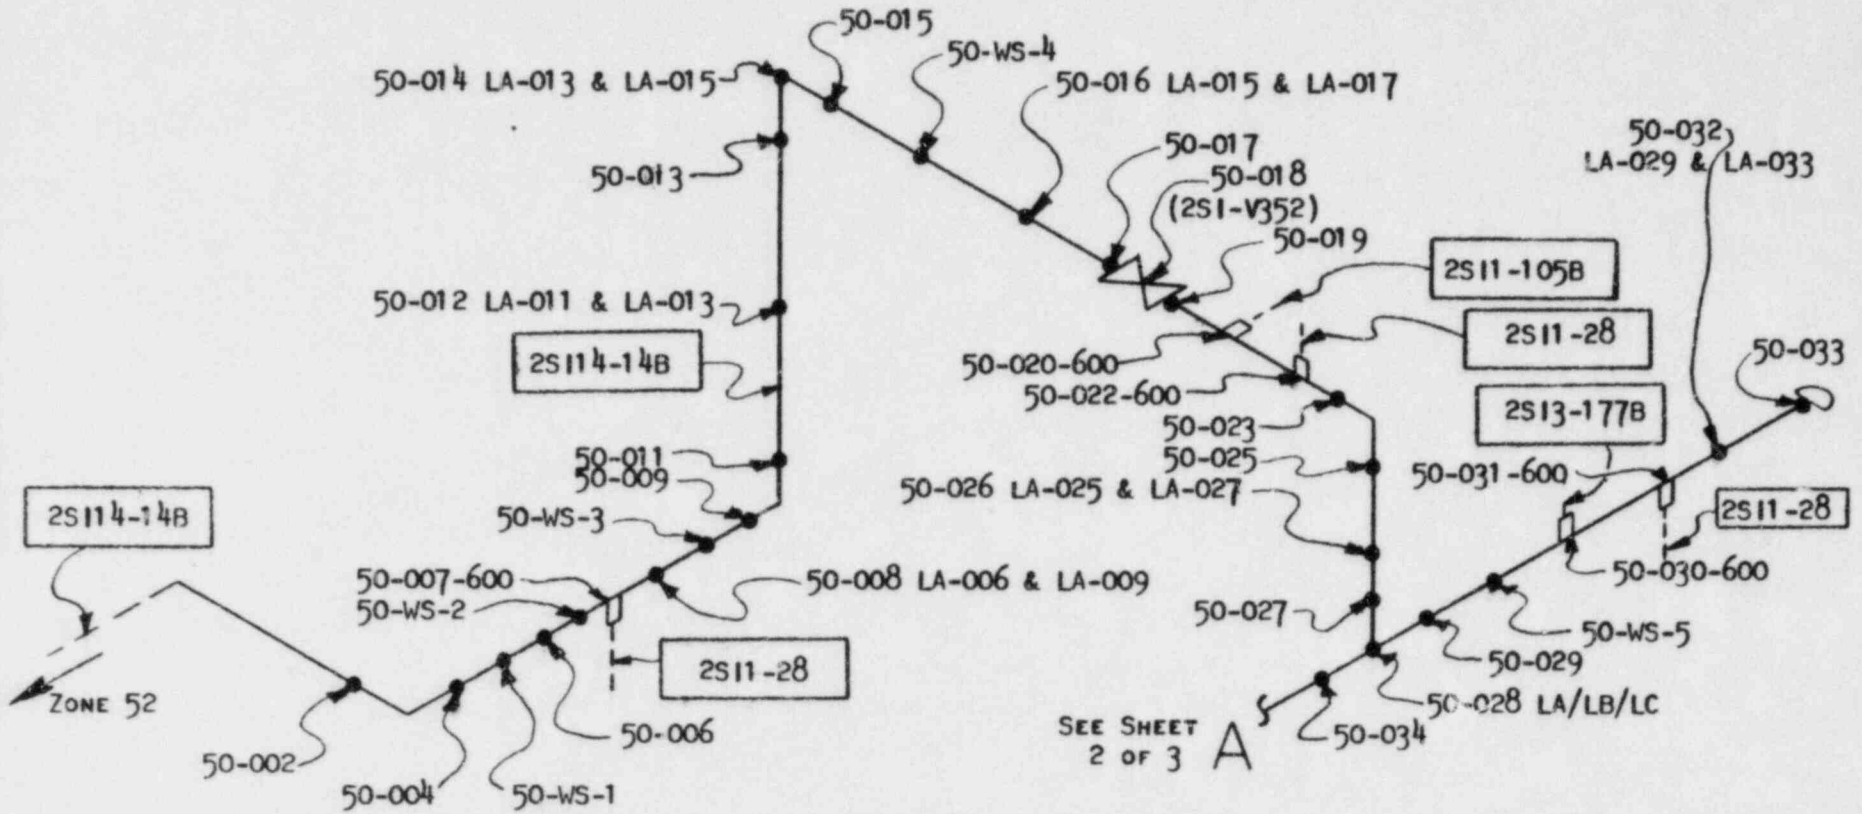 50-015
50-WS-4
50-014 LA-013 & LA-015
50-016 LA-015 & LA-017
50-032
LA-029 & LA-033
50-017
50-013
50-018
(2SI-V352)
50-019
2SI1-105B
50-012 LA-011 & LA-013
2SI1-28
2SI14-14B
50-020-600
50-033
50-022-600
2SI3-177B
50-023
50-011
50-025
50-031-600
50-009
50-026 LA-025 & LA-027
2SI14-14B
50-WS-3
2SI1-28
50-007-600
50-008 LA-006 & LA-009
50-030-600
50-WS-2
50-027
50-WS-5
50-029
2SI1-28
ZONE 52
50-028 LA/LB/LC
50-006
SEE SHEET
2 OF 3
A
50-034
50-002
50-004
50-WS-1